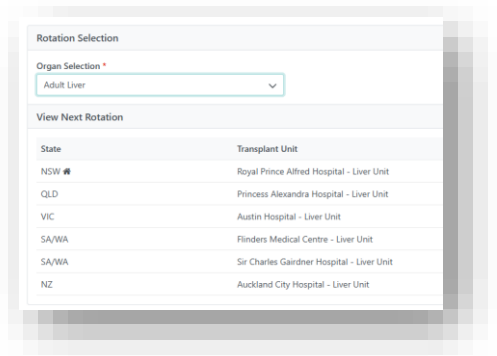 Rotation Selection
Organ Selection *
Adult Liver
View Next Rotation
State Transplant Unit
NSW Royal Prince Alfred Hospital - Liver Unit
QLD Princess Alexandra Hospital - Liver Unit
VIC Austin Hospital - Liver Unit
SA/WA Flinders Medical Centre - Liver Unit
SA/WA Sir Charles Gairdner Hospital - Liver Unit
NZ Auckland City Hospital - Liver Unit